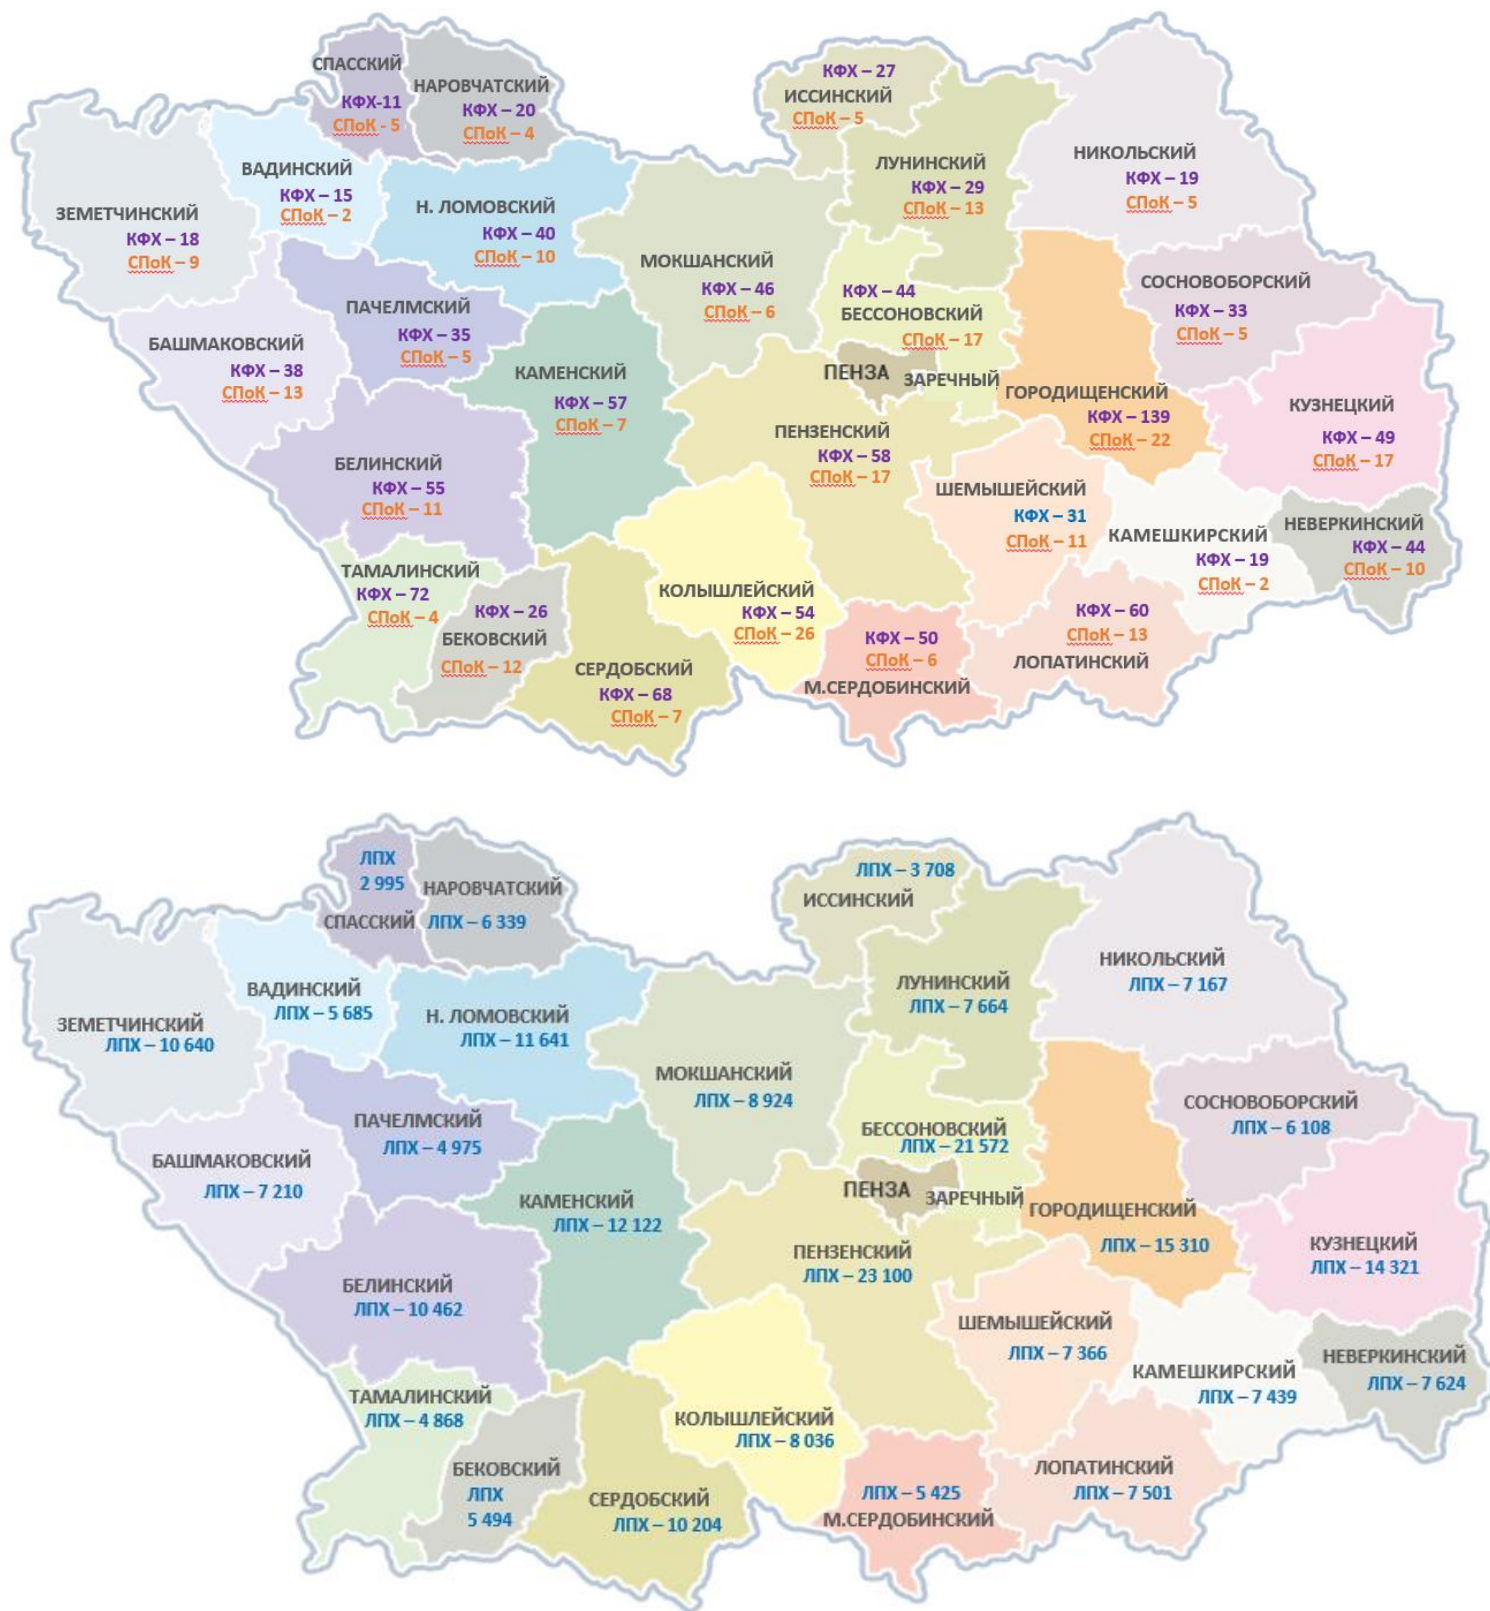 СПАССКИЙ
КФХ-11
СПоК - 5
НАРОВЧАТСКИЙ
КФХ – 20
СПоК – 4
КФХ – 27
ИССИНСКИЙ
СПоК – 5
ЛУНИНСКИЙ
КФХ – 29
СПоК – 13
НИКОЛЬСКИЙ
КФХ – 19
СПоК – 5
ВАДИНСКИЙ
КФХ – 15
СПоК – 2
ЗЕМЕТЧИНСКИЙ
КФХ – 18
СПоК – 9
Н. ЛОМОВСКИЙ
КФХ – 40
СПоК – 10
МОКШАНСКИЙ
КФХ – 46
СПоК – 6
КФХ – 44
БЕССОНОВСКИЙ
СПоК – 17
СОСНОВОБОРСКИЙ
КФХ – 33
СПоК – 5
ПАЧЕЛМСКИЙ
КФХ – 35
СПоК – 5
БАШМАКОВСКИЙ
КФХ – 38
СПоК – 13
КАМЕНСКИЙ
КФХ – 57
СПоК – 7
ПЕНЗА
ЗАРЕЧНЫЙ
ГОРОДИЩЕНСКИЙ
КФХ – 139
СПоК – 22
КУЗНЕЦКИЙ
КФХ – 49
СПоК – 17
ПЕНЗЕНСКИЙ
КФХ – 58
СПоК – 17
БЕЛИНСКИЙ
КФХ – 55
СПоК – 11
ШЕМЫШЕЙСКИЙ
КФХ – 31
СПоК – 11
КАМЕШКИРСКИЙ
КФХ – 19
СПоК – 2
НЕВЕРКИНСКИЙ
КФХ – 44
СПоК – 10
ТАМАЛИНСКИЙ
КФХ – 72
СПоК – 4
КФХ – 26
БЕКОВСКИЙ
СПоК – 12
КОЛЫШЛЕЙСКИЙ
КФХ – 54
СПоК – 26
КФХ – 60
СПоК – 13
ЛОПАТИНСКИЙ
КФХ – 50
СПоК – 6
М.СЕРДОБИНСКИЙ
СЕРДОБСКИЙ
КФХ – 68
СПоК – 7
ЛПХ
2 995
СПАССКИЙ
НАРОВЧАТСКИЙ
ЛПХ – 6 339
ЛПХ – 3 708
ИССИНСКИЙ
ЛУНИНСКИЙ
ЛПХ – 7 664
НИКОЛЬСКИЙ
ЛПХ – 7 167
ВАДИНСКИЙ
ЛПХ – 5 685
ЗЕМЕТЧИНСКИЙ
ЛПХ – 10 640
Н. ЛОМОВСКИЙ
ЛПХ – 11 641
МОКШАНСКИЙ
ЛПХ – 8 924
СОСНОВОБОРСКИЙ
ЛПХ – 6 108
ПАЧЕЛМСКИЙ
ЛПХ – 4 975
БЕССОНОВСКИЙ
ЛПХ – 21 572
БАШМАКОВСКИЙ
ЛПХ – 7 210
КАМЕНСКИЙ
ЛПХ – 12 122
ПЕНЗА
ЗАРЕЧНЫЙ
ГОРОДИЩЕНСКИЙ
ЛПХ – 15 310
КУЗНЕЦКИЙ
ЛПХ – 14 321
ПЕНЗЕНСКИЙ
ЛПХ – 23 100
БЕЛИНСКИЙ
ЛПХ – 10 462
ШЕМЫШЕЙСКИЙ
ЛПХ – 7 366
КАМЕШКИРСКИЙ
ЛПХ – 7 439
НЕВЕРКИНСКИЙ
ЛПХ – 7 624
ТАМАЛИНСКИЙ
ЛПХ – 4 868
КОЛЫШЛЕЙСКИЙ
ЛПХ – 8 036
БЕКОВСКИЙ
ЛПХ
5 494
СЕРДОБСКИЙ
ЛПХ – 10 204
ЛПХ – 5 425
М.СЕРДОБИНСКИЙ
ЛОПАТИНСКИЙ
ЛПХ – 7 501